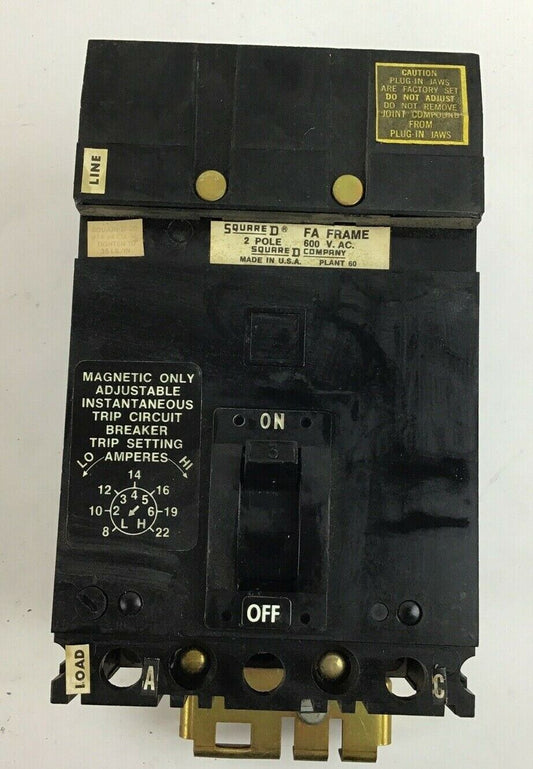 CAUTION
PLUG-IN JAWS
ARE FACTORY SET
DO NOT ADJUST
DO NOT REMOVE
JOINT COMPOUND
FROM
PLUG-IN JAWS
LINE
SQUARE D® FA FRAME
2 POLE 600 V. AC.
SQUARE D COMPANY
MADE IN U.S.A. PLANT 60
MAGNETIC ONLY
ADJUSTABLE
INSTANTANEOUS
TRIP CIRCUIT
BREAKER
TRIP SETTING
AMPERES
LO HI
14
12 16
3 4 5
10 2 6 19
L H
8 22
ON
3
OFF
LOAD
A
C